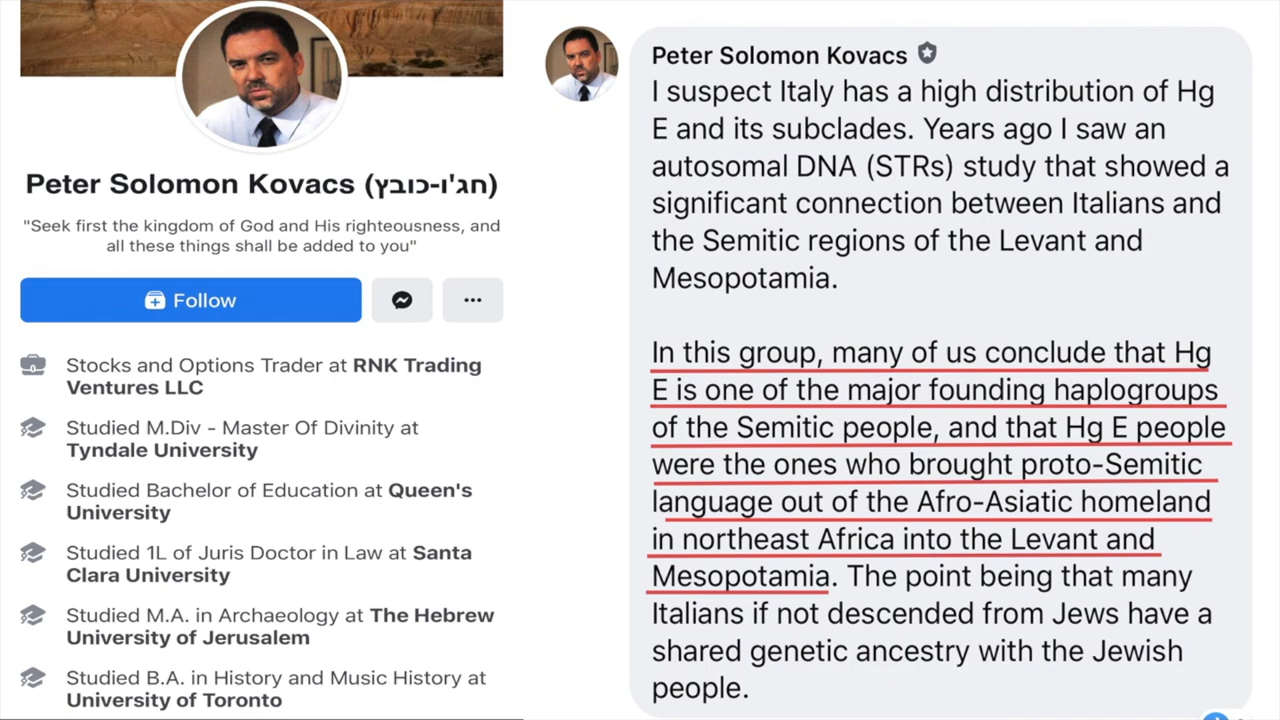 Peter Solomon Kovacs (חג'ו-כובץ)
"Seek first the kingdom of God and His righteousness, and
all these things shall be added to you"
Follow
Stocks and Options Trader at RNK Trading
Ventures LLC
Studied M.Div - Master Of Divinity at
Tyndale University
Studied Bachelor of Education at Queen's
University
Studied 1L of Juris Doctor in Law at Santa
Clara University
Studied M.A. in Archaeology at The Hebrew
University of Jerusalem
Studied B.A. in History and Music History at
University of Toronto
Peter Solomon Kovacs
I suspect Italy has a high distribution of Hg
E and its subclades. Years ago I saw an
autosomal DNA (STRs) study that showed a
significant connection between Italians and
the Semitic regions of the Levant and
Mesopotamia.
In this group, many of us conclude that Hg
E is one of the major founding haplogroups
of the Semitic people, and that Hg E people
were the ones who brought proto-Semitic
language out of the Afro-Asiatic homeland
in northeast Africa into the Levant and
Mesopotamia. The point being that many
Italians if not descended from Jews have a
shared genetic ancestry with the Jewish
people.